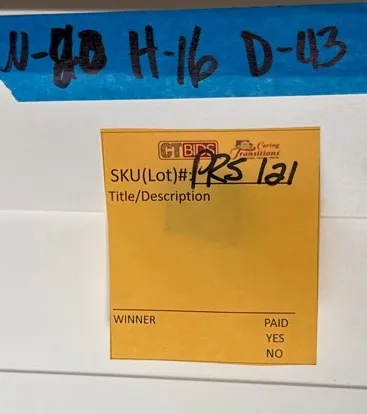 H-16 D-43
CTBIDS
Caring
Transitions
SKU(Lot)#: PRS 121
Title/Description
WINNER
PAID
YES
NO